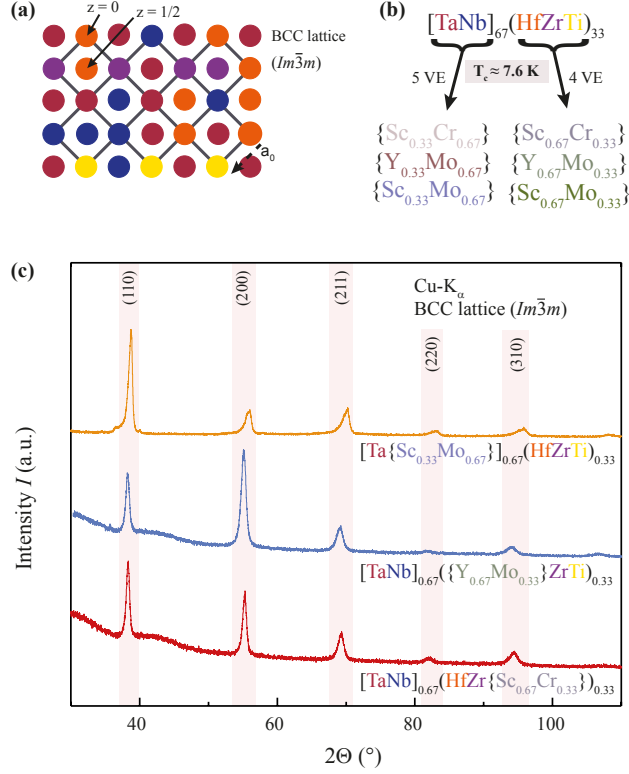 (a)
z = 0
z = 1/2
BCC lattice
(Im3̅m)
a₀
(b)
[TaNb]₆₇(HfZrTi)₃₃
5 VE
T_c ≈ 7.6 K
4 VE
{Sc₀.₃₃Cr₀.₆₇}
{Sc₀.₆₇Cr₀.₃₃}
{Y₀.₃₃Mo₀.₆₇}
{Y₀.₆₇Mo₀.₃₃}
{Sc₀.₃₃Mo₀.₆₇}
{Sc₀.₆₇Mo₀.₃₃}
(c)
(110)
(200)
(211)
(220)
(310)
Cu-K_α
BCC lattice (Im3̅m)
[Ta{Sc₀.₃₃Mo₀.₆₇}]₀.₆₇(HfZrTi)₀.₃₃
[TaNb]₀.₆₇({Y₀.₆₇Mo₀.₃₃}ZrTi)₀.₃₃
[TaNb]₀.₆₇(HfZr{Sc₀.₆₇Cr₀.₃₃})₀.₃₃
Intensity I (a.u.)
40 60 80 100
2Θ (°)